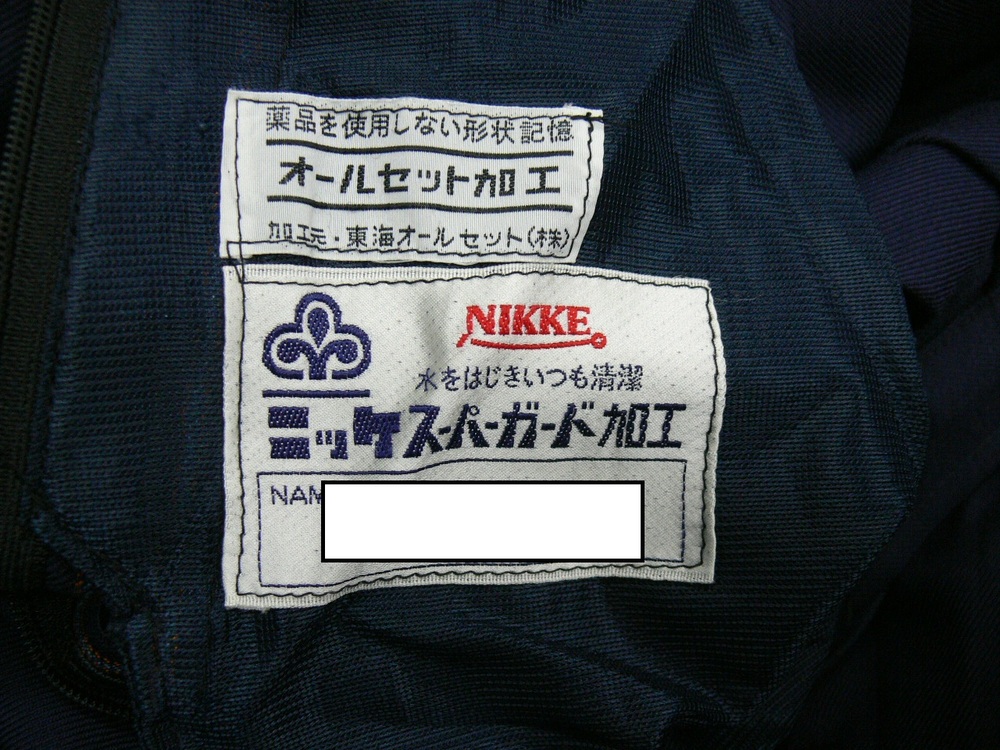 薬品を使用しない形状記憶
オールセット加工
加工元・東海オールセット(株)
NIKKE
水をはじきいつも清潔
ニッケスーパーガード加工
NAM